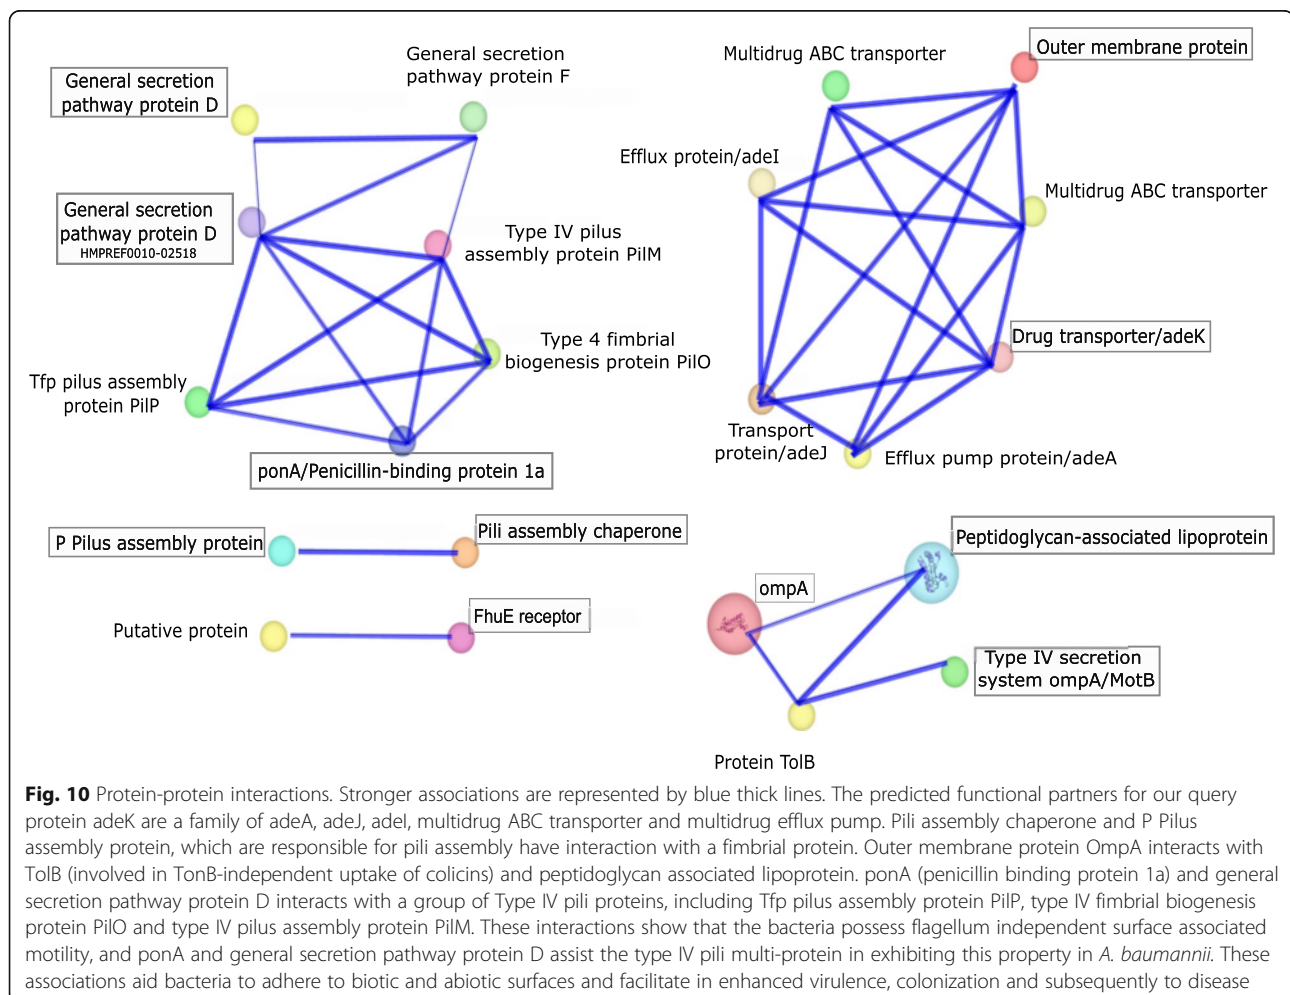 General secretion
pathway protein F
General secretion
pathway protein D
General secretion
pathway protein D
HMPREF0010-02518
Type IV pilus
assembly protein PilM
Type 4 fimbrial
biogenesis protein PilO
Tfp pilus assembly
protein PilP
ponA/Penicillin-binding protein 1a
Multidrug ABC transporter
Outer membrane protein
Efflux protein/adeI
Multidrug ABC transporter
Drug transporter/adeK
Transport
protein/adeJ
Efflux pump protein/adeA
P Pilus assembly protein
Pili assembly chaperone
Putative protein
FhuE receptor
Peptidoglycan-associated lipoprotein
ompA
Type IV secretion
system ompA/MotB
Protein TolB
Fig. 10 Protein-protein interactions. Stronger associations are represented by blue thick lines. The predicted functional partners for our query
protein adeK are a family of adeA, adeJ, adeI, multidrug ABC transporter and multidrug efflux pump. Pili assembly chaperone and P Pilus
assembly protein, which are responsible for pili assembly have interaction with a fimbrial protein. Outer membrane protein OmpA interacts with
TolB (involved in TonB-independent uptake of colicins) and peptidoglycan associated lipoprotein. ponA (penicillin binding protein 1a) and general
secretion pathway protein D interacts with a group of Type IV pili proteins, including Tfp pilus assembly protein PilP, type IV fimbrial biogenesis
protein PilO and type IV pilus assembly protein PilM. These interactions show that the bacteria possess flagellum independent surface associated
motility, and ponA and general secretion pathway protein D assist the type IV pili multi-protein in exhibiting this property in A. baumannii. These
associations aid bacteria to adhere to biotic and abiotic surfaces and facilitate in enhanced virulence, colonization and subsequently to disease